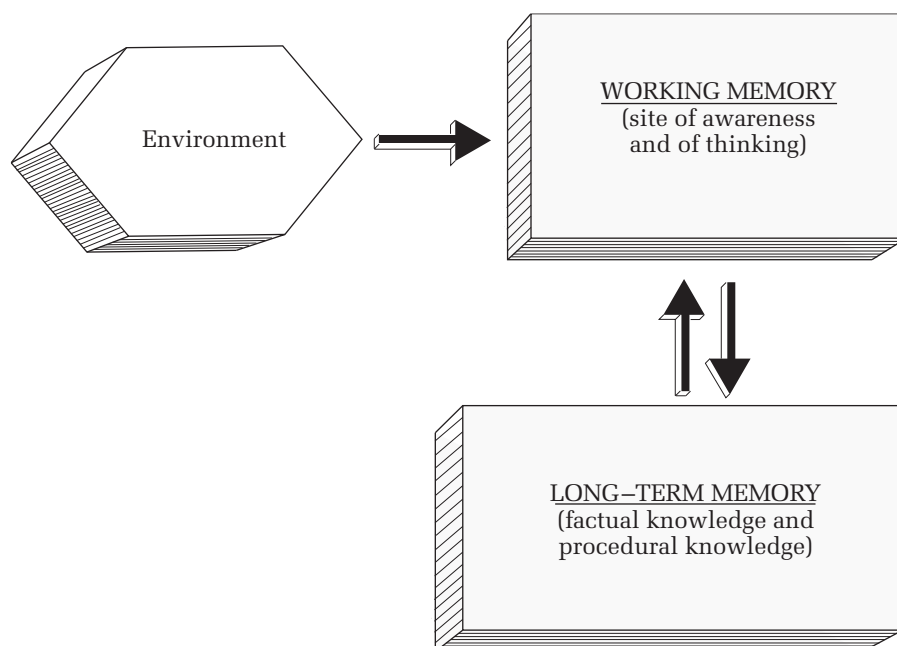 Environment
WORKING MEMORY
(site of awareness
and of thinking)
LONG–TERM MEMORY
(factual knowledge and
procedural knowledge)